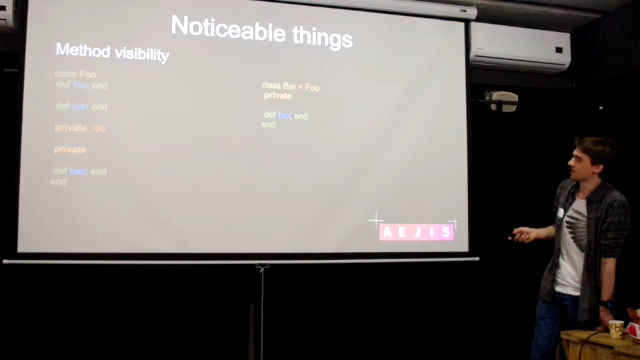 Noticeable things
Method visibility
class Foo
def foo; end
def bar; end
private :foo
private
def baz; end
end
class Bar < Foo
private
def foo; end
end
AEJIS